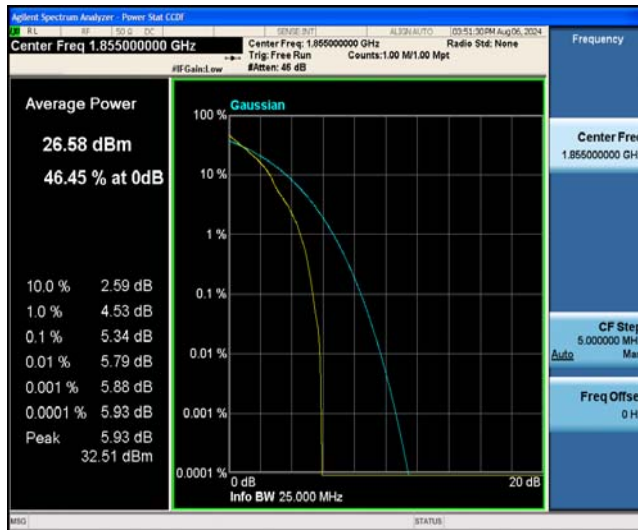 Agilent Spectrum Analyzer - Power Stat CCDF
RL RF 50 Ω DC SENSE:INT ALIGN AUTO 03:51:30 PM Aug 06, 2024
Center Freq 1.855000000 GHz
Center Freq: 1.855000000 GHz Radio Std: None
Trig: Free Run Counts:1.00 M/1.00 Mpt
#IFGain:Low #Atten: 46 dB
Frequency
Average Power
26.58 dBm
46.45 % at 0dB
10.0 % 2.59 dB
1.0 % 4.53 dB
0.1 % 5.34 dB
0.01 % 5.79 dB
0.001 % 5.88 dB
0.0001 % 5.93 dB
Peak 5.93 dB
32.51 dBm
Gaussian
100 %
10 %
1 %
0.1 %
0.01 %
0.001 %
0.0001 %
0 dB 20 dB
Info BW 25.000 MHz
Center Fre
1.855000000 GH
CF Step
5.000000 MH
Auto Ma
Freq Offse
0 H
MSG STATUS